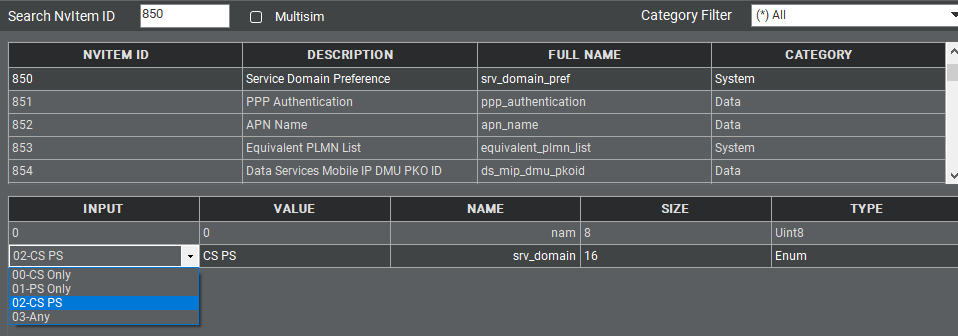 Search NvItem ID 850 Multisim Category Filter (*) All
NVITEM ID DESCRIPTION FULL NAME CATEGORY
850 Service Domain Preference srv_domain_pref System
851 PPP Authentication ppp_authentication Data
852 APN Name apn_name Data
853 Equivalent PLMN List equivalent_plmn_list System
854 Data Services Mobile IP DMU PKO ID ds_mip_dmu_pkoid Data
INPUT VALUE NAME SIZE TYPE
0 0 nam 8 Uint8
02-CS PS CS PS srv_domain 16 Enum
00-CS Only
01-PS Only
02-CS PS
03-Any